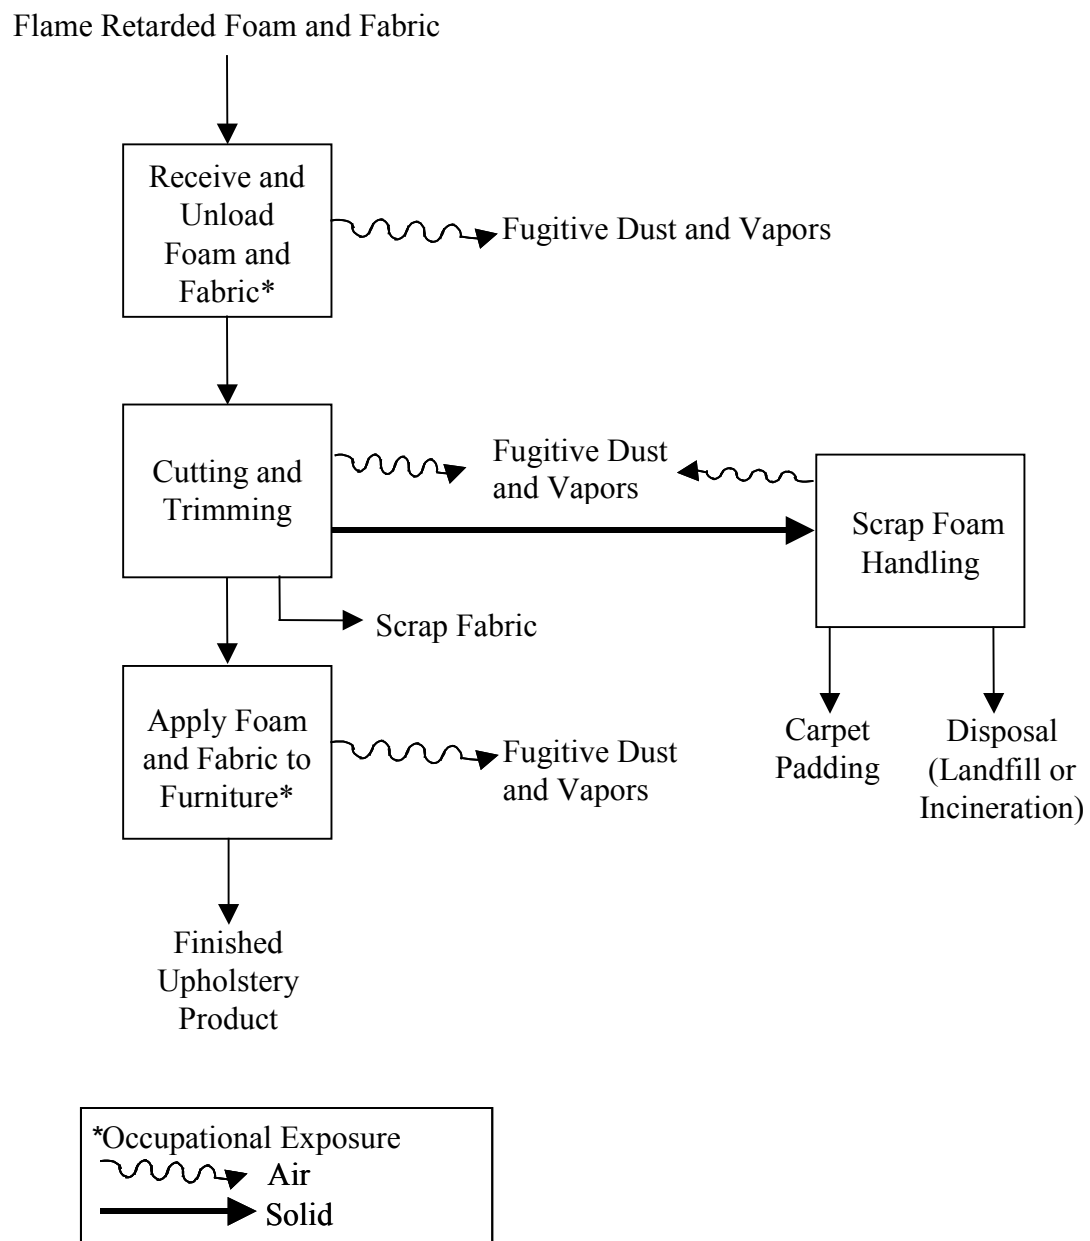 Flame Retarded Foam and Fabric
Receive and
Unload
Foam and
Fabric*
Fugitive Dust and Vapors
Cutting and
Trimming
Fugitive Dust
and Vapors
Scrap Foam
Handling
Scrap Fabric
Apply Foam
and Fabric to
Furniture*
Fugitive Dust
and Vapors
Carpet
Padding
Disposal
(Landfill or
Incineration)
Finished
Upholstery
Product
*Occupational Exposure
Air
Solid